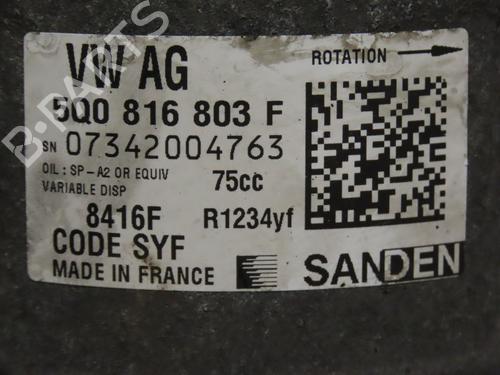 VW AG
ROTATION
5Q0 816 803 F
SN 07342004763
OIL : SP-A2 OR EQUIV
VARIABLE DISP
75cc
8416F
R1234yf
CODE SYF
MADE IN FRANCE
SANDEN
B-PARTS